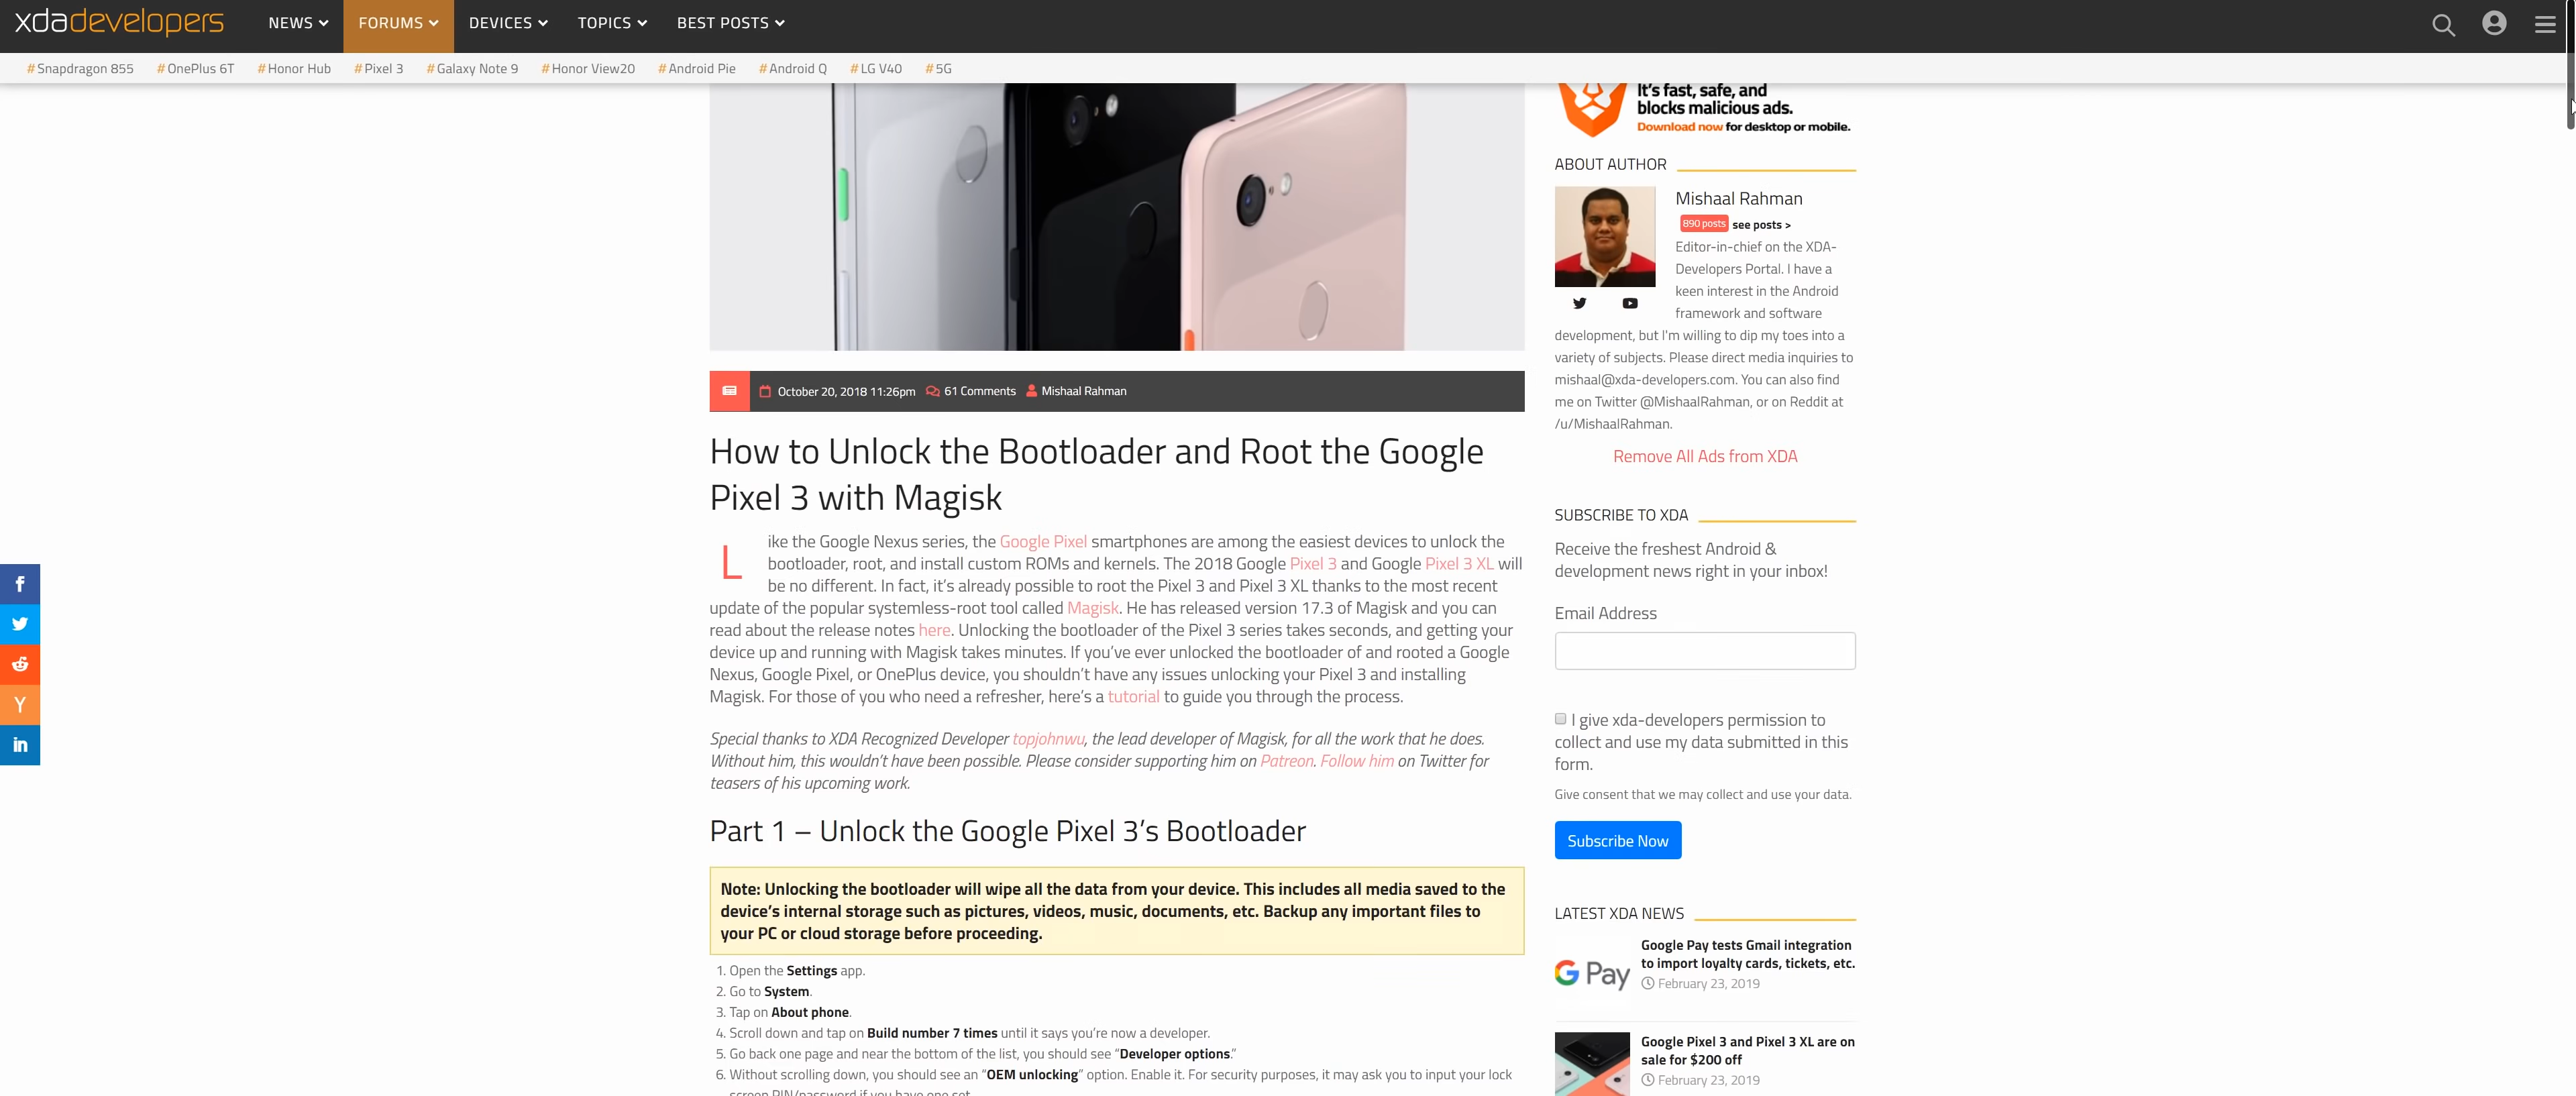 xdadevelopers
NEWS
FORUMS
DEVICES
TOPICS
BEST POSTS
#Snapdragon 855
#OnePlus 6T
#Honor Hub
#Pixel 3
#Galaxy Note 9
#Honor View20
#Android Pie
#Android Q
#LG V40
#5G
October 20, 2018 11:26pm
61 Comments
Mishaal Rahman
How to Unlock the Bootloader and Root the Google
Pixel 3 with Magisk
Like the Google Nexus series, the Google Pixel smartphones are among the easiest devices to unlock the
bootloader, root, and install custom ROMs and kernels. The 2018 Google Pixel 3 and Google Pixel 3 XL will
be no different. In fact, it's already possible to root the Pixel 3 and Pixel 3 XL thanks to the most recent
update of the popular systemless-root tool called Magisk. He has released version 17.3 of Magisk and you can
read about the release notes here. Unlocking the bootloader of the Pixel 3 series takes seconds, and getting your
device up and running with Magisk takes minutes. If you've ever unlocked the bootloader of and rooted a Google
Nexus, Google Pixel, or OnePlus device, you shouldn't have any issues unlocking your Pixel 3 and installing
Magisk. For those of you who need a refresher, here's a tutorial to guide you through the process.
Special thanks to XDA Recognized Developer topjohnwu, the lead developer of Magisk, for all the work that he does.
Without him, this wouldn't have been possible. Please consider supporting him on Patreon. Follow him on Twitter for
teasers of his upcoming work.
Part 1 – Unlock the Google Pixel 3's Bootloader
Note: Unlocking the bootloader will wipe all the data from your device. This includes all media saved to the
device's internal storage such as pictures, videos, music, documents, etc. Backup any important files to
your PC or cloud storage before proceeding.
1. Open the Settings app.
2. Go to System.
3. Tap on About phone.
4. Scroll down and tap on Build number 7 times until it says you're now a developer.
5. Go back one page and near the bottom of the list, you should see “Developer options.”
6. Without scrolling down, you should see an “OEM unlocking” option. Enable it. For security purposes, it may ask you to input your lock
screen PIN/password if you have one set.
It's fast, safe, and
blocks malicious ads.
Download now for desktop or mobile.
ABOUT AUTHOR
Mishaal Rahman
890 posts see posts >
Editor-in-chief on the XDA-
Developers Portal. I have a
keen interest in the Android
framework and software
development, but I'm willing to dip my toes into a
variety of subjects. Please direct media inquiries to
mishaal@xda-developers.com. You can also find
me on Twitter @MishaalRahman, or on Reddit at
/u/MishaalRahman.
Remove All Ads from XDA
SUBSCRIBE TO XDA
Receive the freshest Android &
development news right in your inbox!
Email Address
I give xda-developers permission to
collect and use my data submitted in this
form.
Give consent that we may collect and use your data.
Subscribe Now
LATEST XDA NEWS
G Pay
Google Pay tests Gmail integration
to import loyalty cards, tickets, etc.
February 23, 2019
Google Pixel 3 and Pixel 3 XL are on
sale for $200 off
February 23, 2019